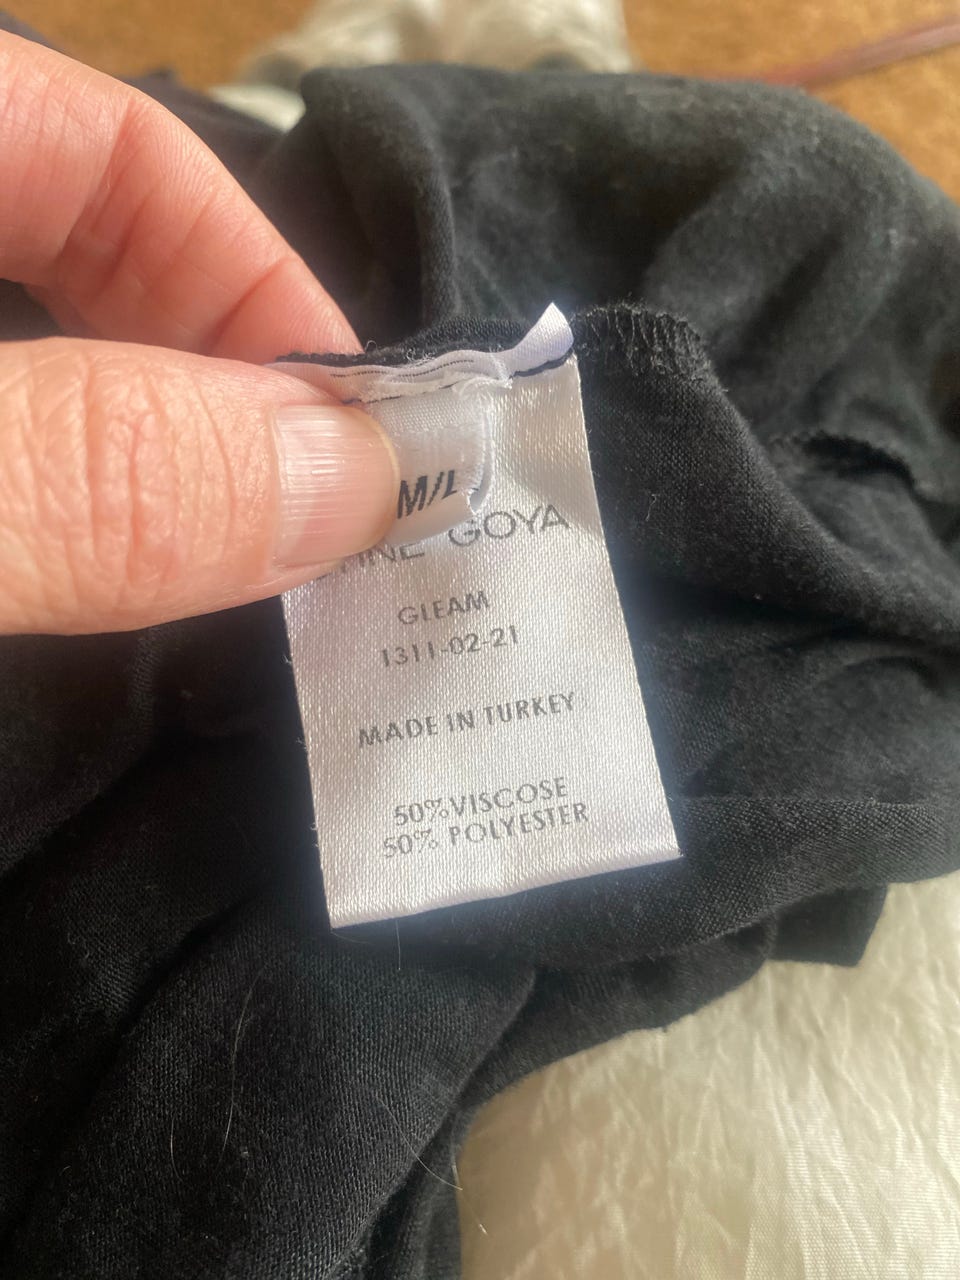 M/L
GOYA
GLEAM
1311-02-21
MADE IN TURKEY
50%VISCOSE
50% POLYESTER